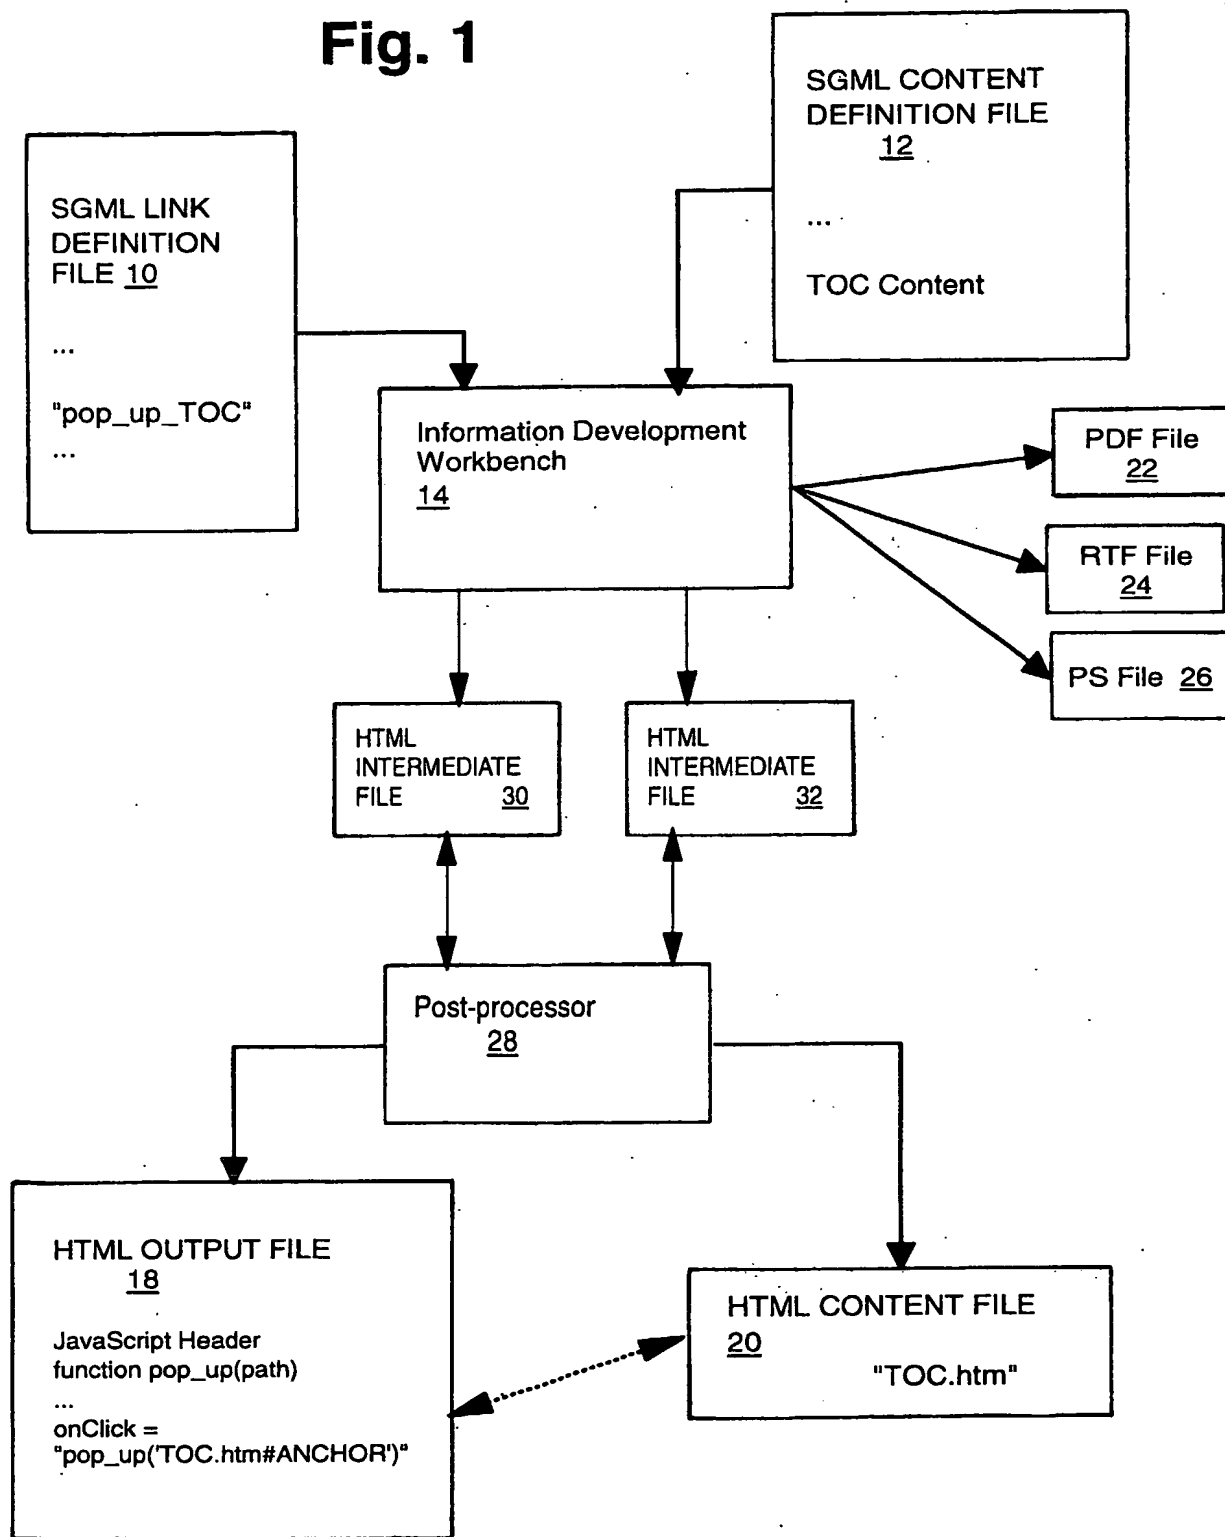 Fig. 1
SGML CONTENT
DEFINITION FILE
12
...
TOC Content
SGML LINK
DEFINITION
FILE 10
...
"pop_up_TOC"
...
Information Development
Workbench
14
PDF File
22
RTF File
24
PS File 26
HTML
INTERMEDIATE
FILE 30
HTML
INTERMEDIATE
FILE 32
Post-processor
28
HTML OUTPUT FILE
18
JavaScript Header
function pop_up(path)
...
onClick =
"pop_up('TOC.htm#ANCHOR')"
HTML CONTENT FILE
20
"TOC.htm"